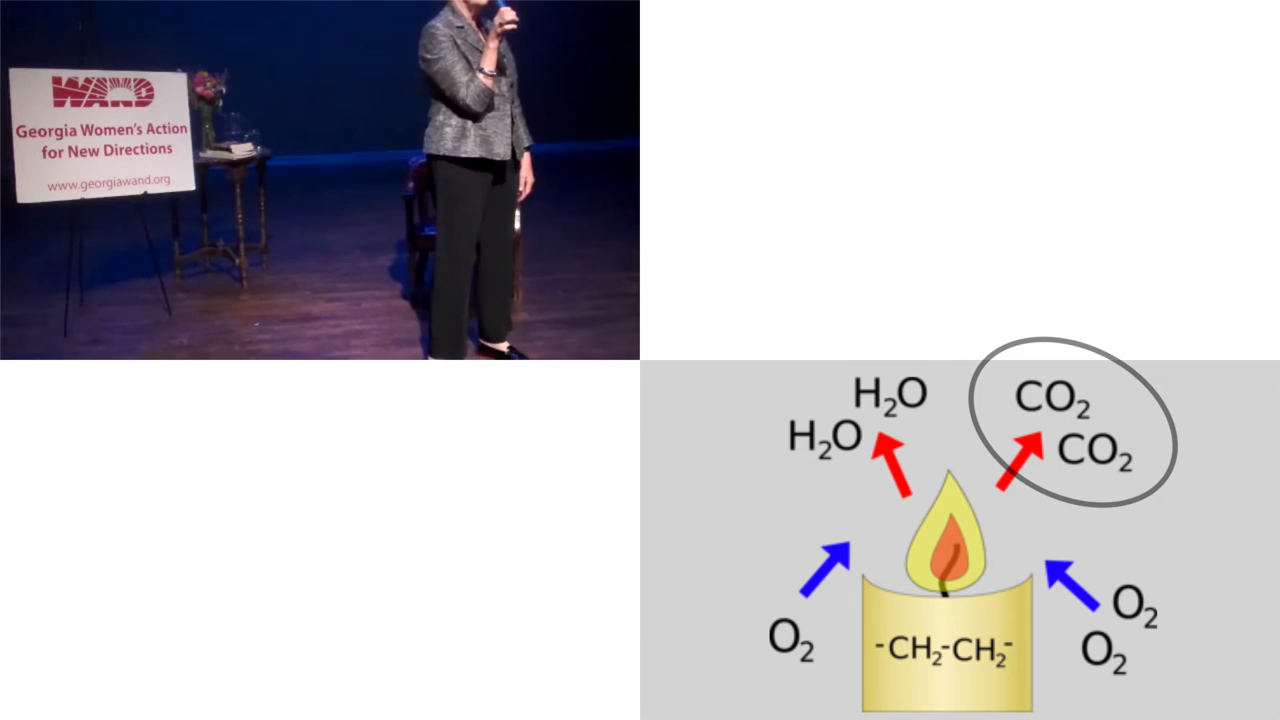 WAND
Georgia Women's Action
for New Directions
www.georgiawand.org
H₂O
CO₂
H₂O
CO₂
O₂
O₂
O₂
-CH₂-CH₂-